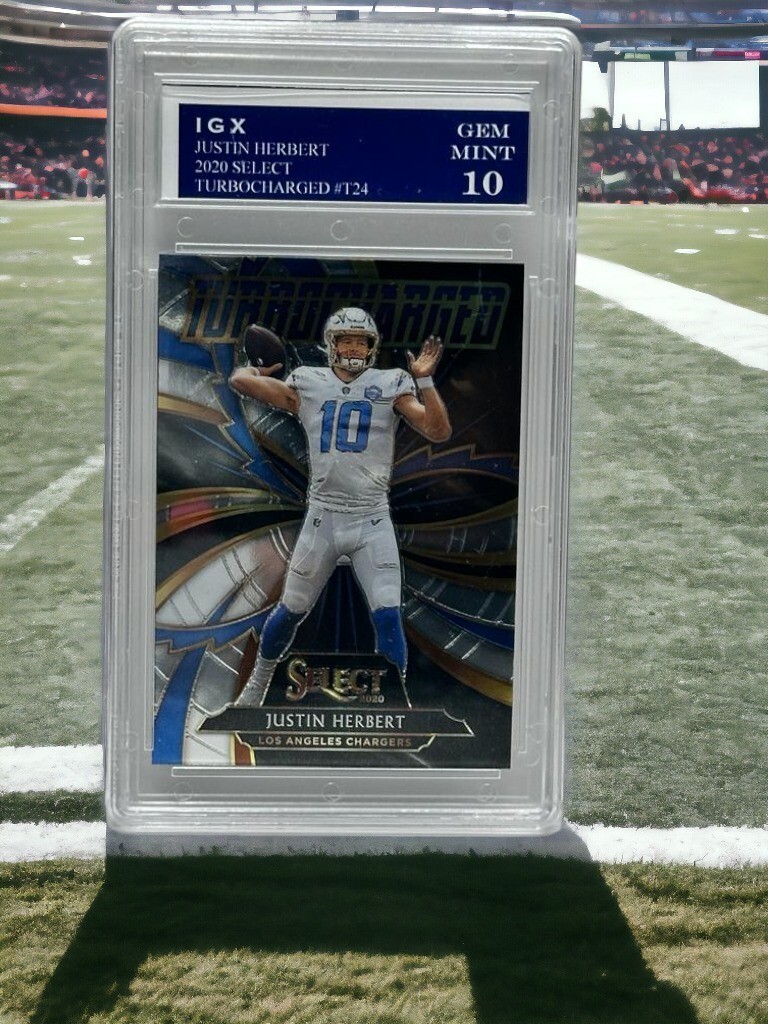 IGX
JUSTIN HERBERT
2020 SELECT
TURBOCHARGED #T24
GEM
MINT
10
TURBOCHARGED
10
SELECT
2020
JUSTIN HERBERT
LOS ANGELES CHARGERS